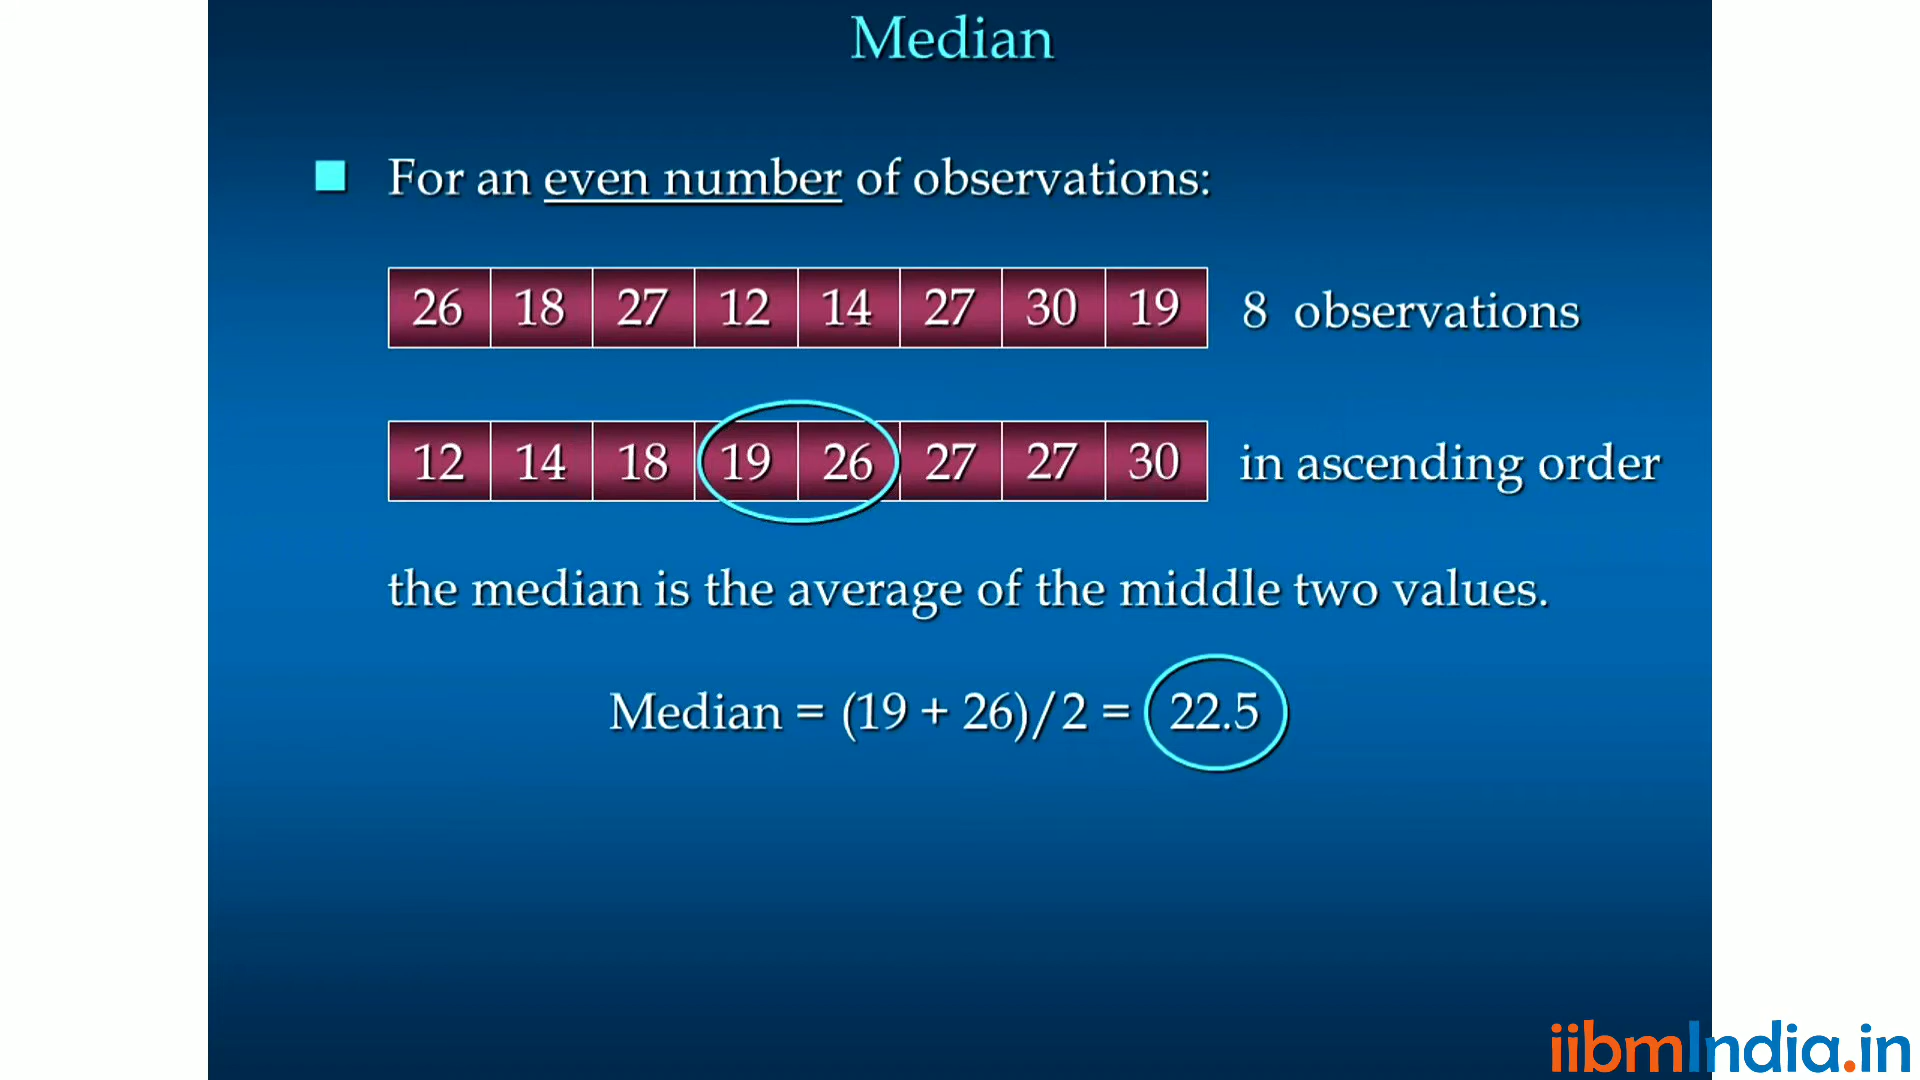 Median
For an even number of observations:
26 18 27 12 14 27 30 19 8 observations
12 14 18 19 26 27 27 30 in ascending order
the median is the average of the middle two values.
Median = (19 + 26)/2 = 22.5
iibmIndia.in